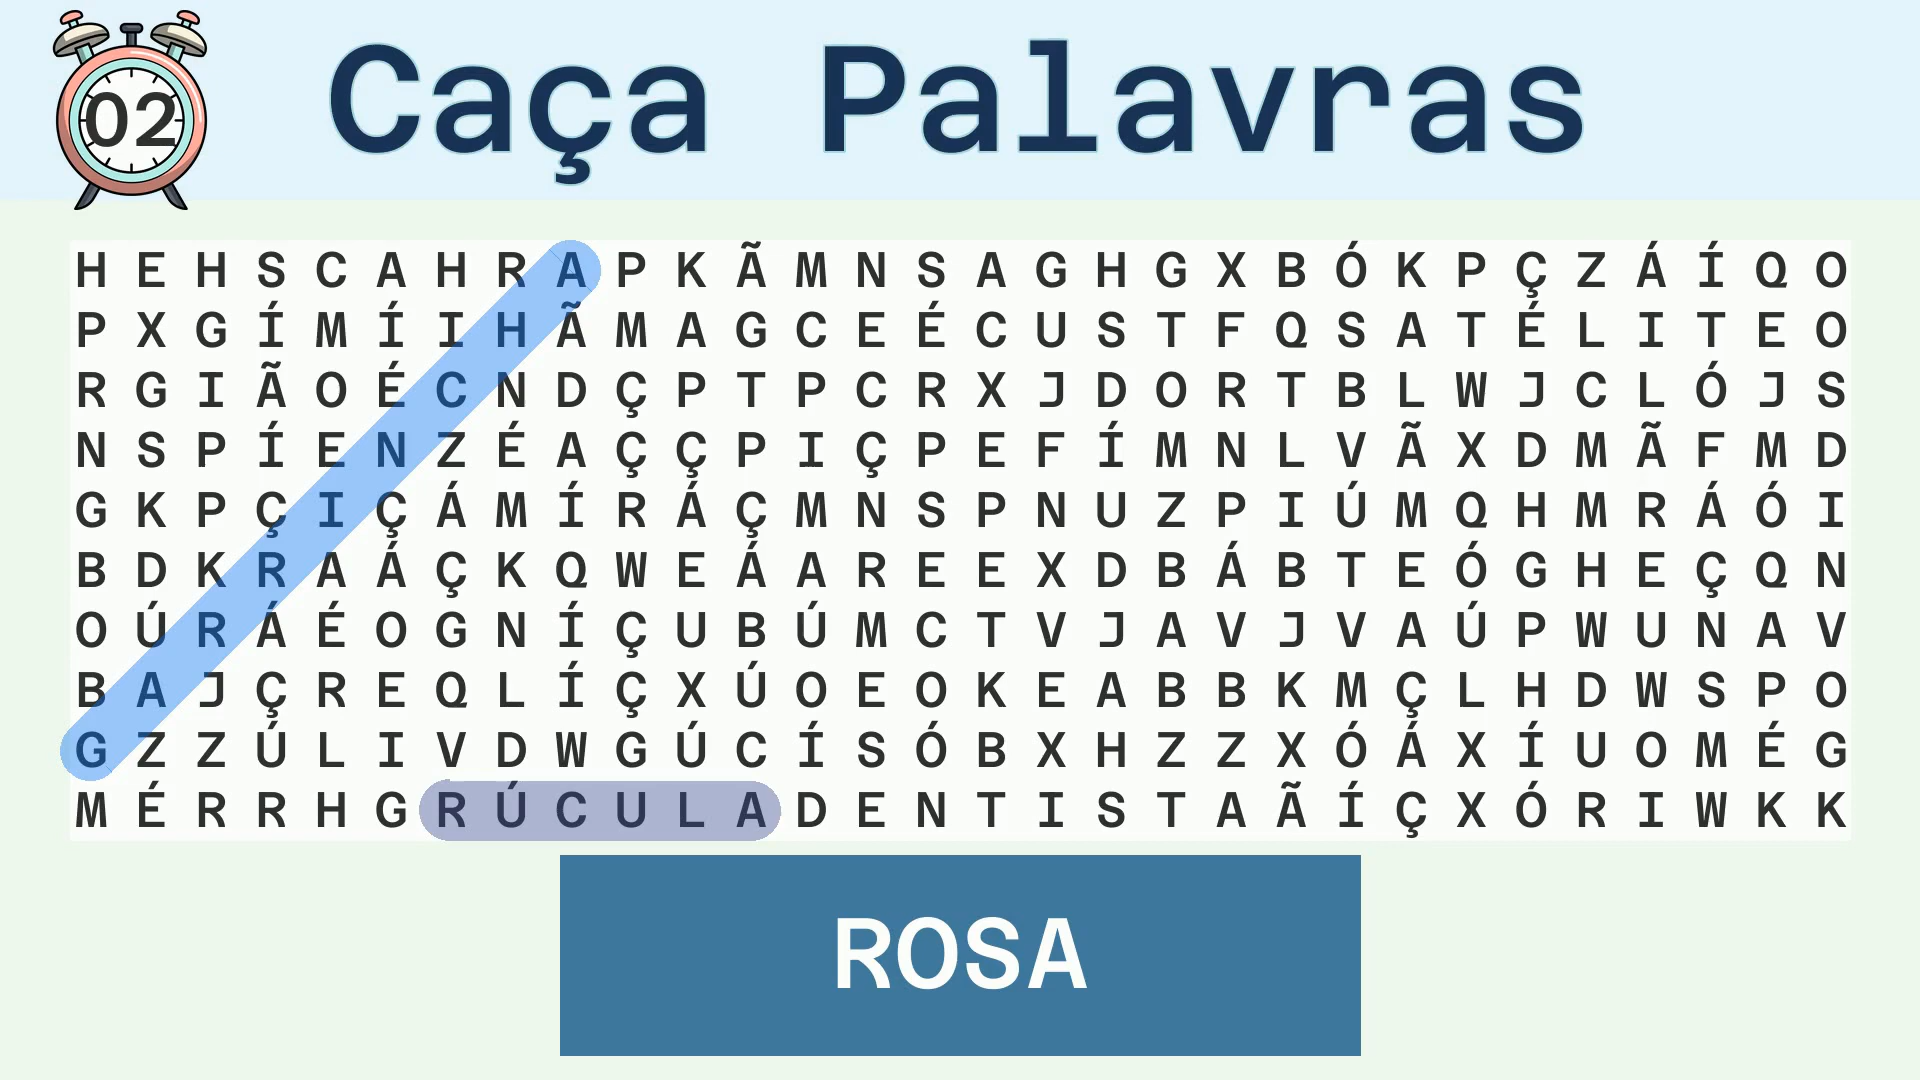 02
Caça Palavras
H E H S C A H R A P K Ã M N S A G H G X B Ó K P Ç Z Á Í Q O
P X G Í M Í I H Ã M A G C E É C U S T F Q S A T É L I T E O
R G I Ã O É C N D Ç P T P C R X J D O R T B L W J C L Ó J S
N S P Í E N Z É A Ç Ç P I Ç P E F Í M N L V Ã X D M Ã F M D
G K P Ç I Ç Á M Í R Á Ç M N S P N U Z P I Ú M Q H M R Á Ó I
B D K R A Á Ç K Q W E Á A R E E X D B Á B T E Ó G H E Ç Q N
O Ú R Á É O G N Í Ç U B Ú M C T V J A V J V A Ú P W U N A V
B A J Ç R E Q L Í Ç X Ú O E O K E A B B K M Ç L H D W S P O
G Z Z Ú L I V D W G Ú C Í S Ó B X H Z Z X Ó Á X Í U O M É G
M É R R H G R Ú C U L A D E N T I S T A Ã Í Ç X Ó R I W K K
ROSA